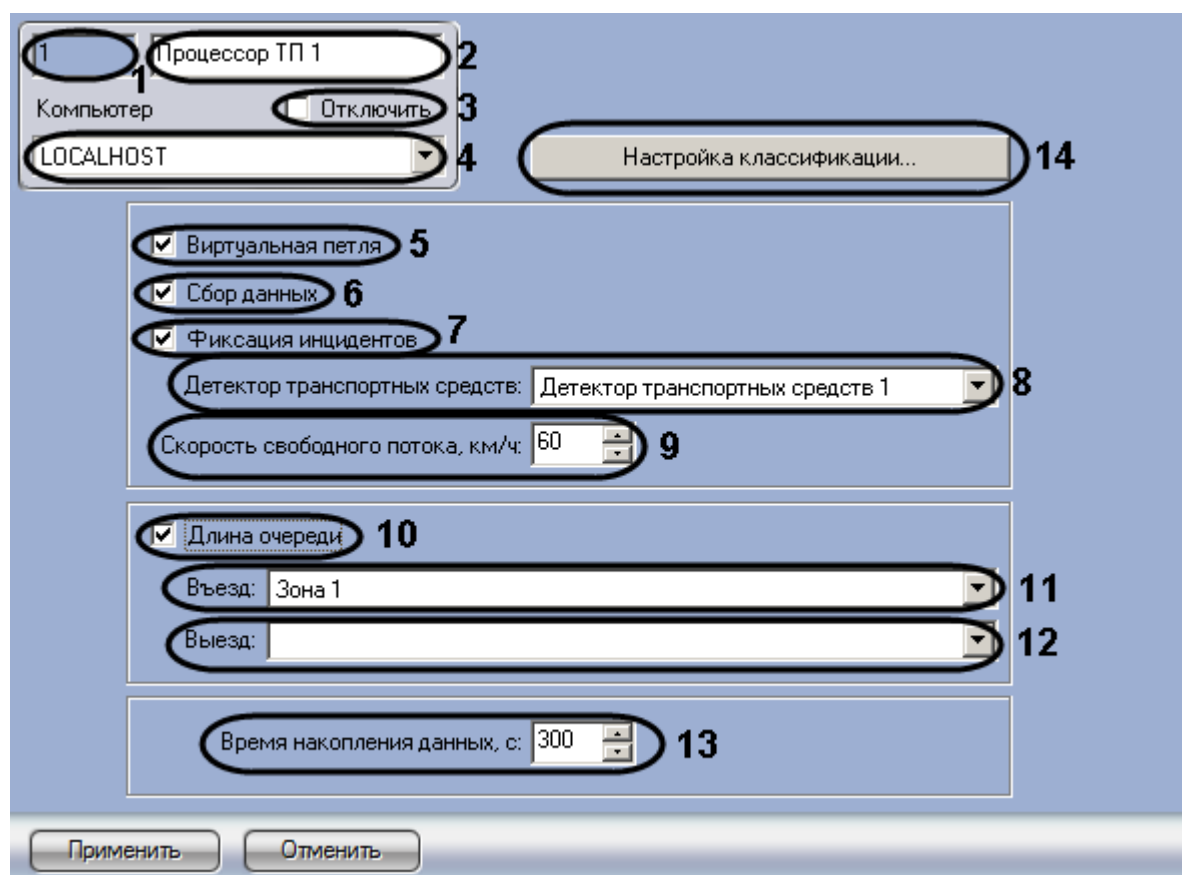 1 1 Процессор ТП 1 2
Компьютер Отключить 3
LOCALHOST 4 Настройка классификации... 14
Виртуальная петля 5
Сбор данных 6
Фиксация инцидентов 7
Детектор транспортных средств: Детектор транспортных средств 1 8
Скорость свободного потока, км/ч: 60 9
Длина очереди 10
Въезд: Зона 1 11
Выезд: 12
Время накопления данных, с: 300 13
Применить Отменить